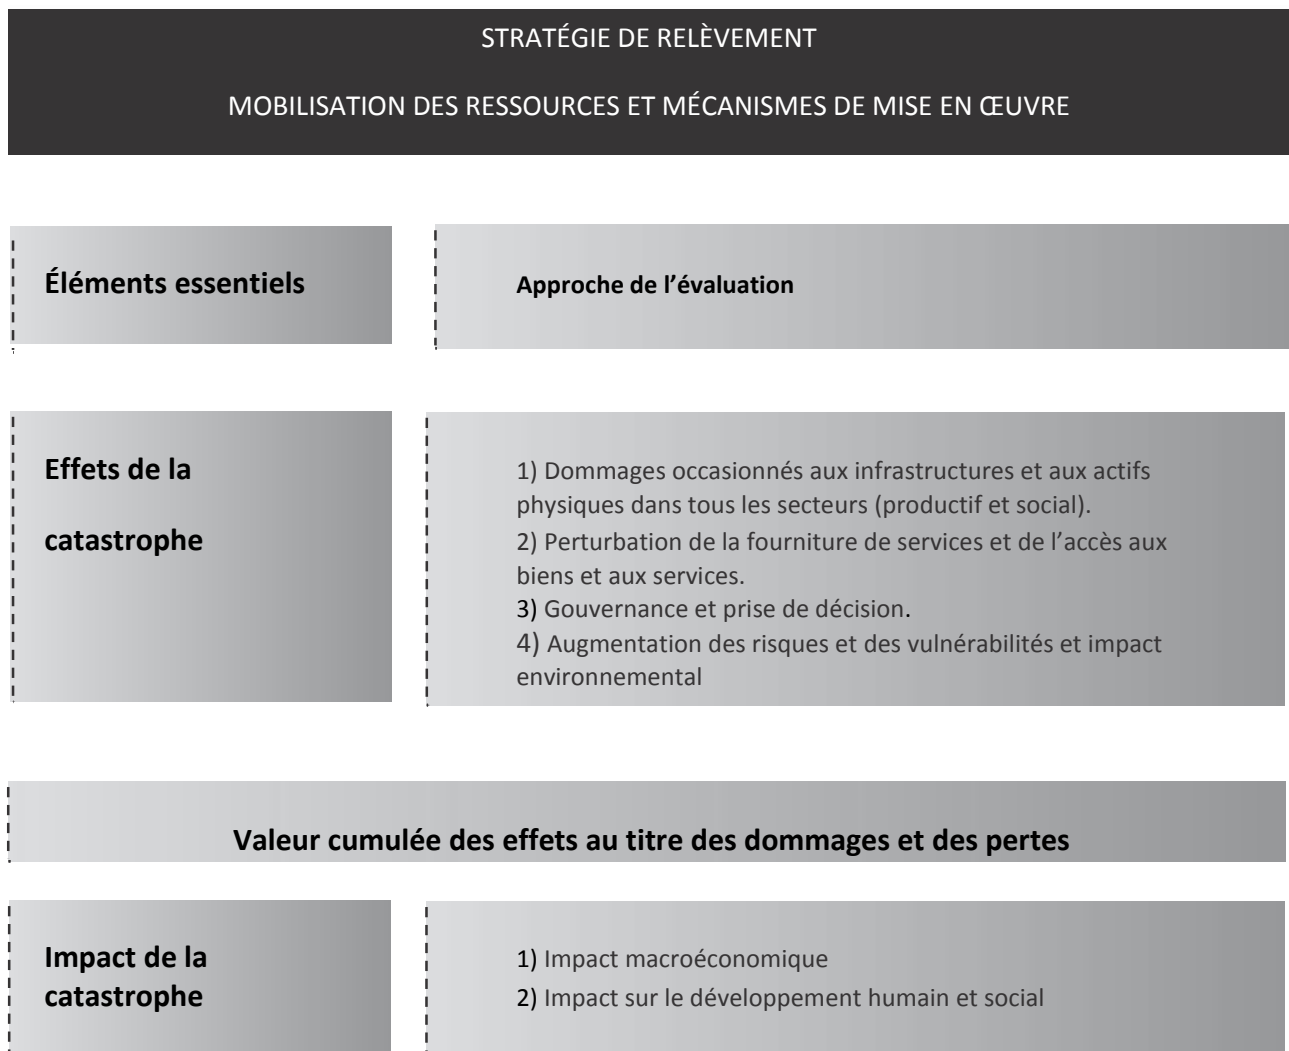 STRATÉGIE DE RELÈVEMENT
MOBILISATION DES RESSOURCES ET MÉCANISMES DE MISE EN ŒUVRE
Éléments essentiels
Approche de l’évaluation
Effets de la
catastrophe
1) Dommages occasionnés aux infrastructures et aux actifs
physiques dans tous les secteurs (productif et social).
2) Perturbation de la fourniture de services et de l’accès aux
biens et aux services.
3) Gouvernance et prise de décision.
4) Augmentation des risques et des vulnérabilités et impact
environnemental
Valeur cumulée des effets au titre des dommages et des pertes
Impact de la
catastrophe
1) Impact macroéconomique
2) Impact sur le développement humain et social